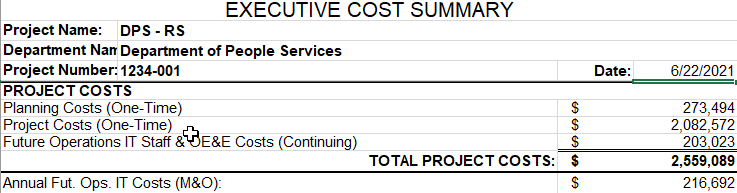 EXECUTIVE COST SUMMARY
Project Name: DPS - RS
Department Nam Department of People Services
Project Number: 1234-001 Date: 6/22/2021
PROJECT COSTS
Planning Costs (One-Time) $ 273,494
Project Costs (One-Time) $ 2,082,572
Future Operations IT Staff & OE&E Costs (Continuing) $ 203,023
TOTAL PROJECT COSTS: $ 2,559,089
Annual Fut. Ops. IT Costs (M&O): $ 216,692